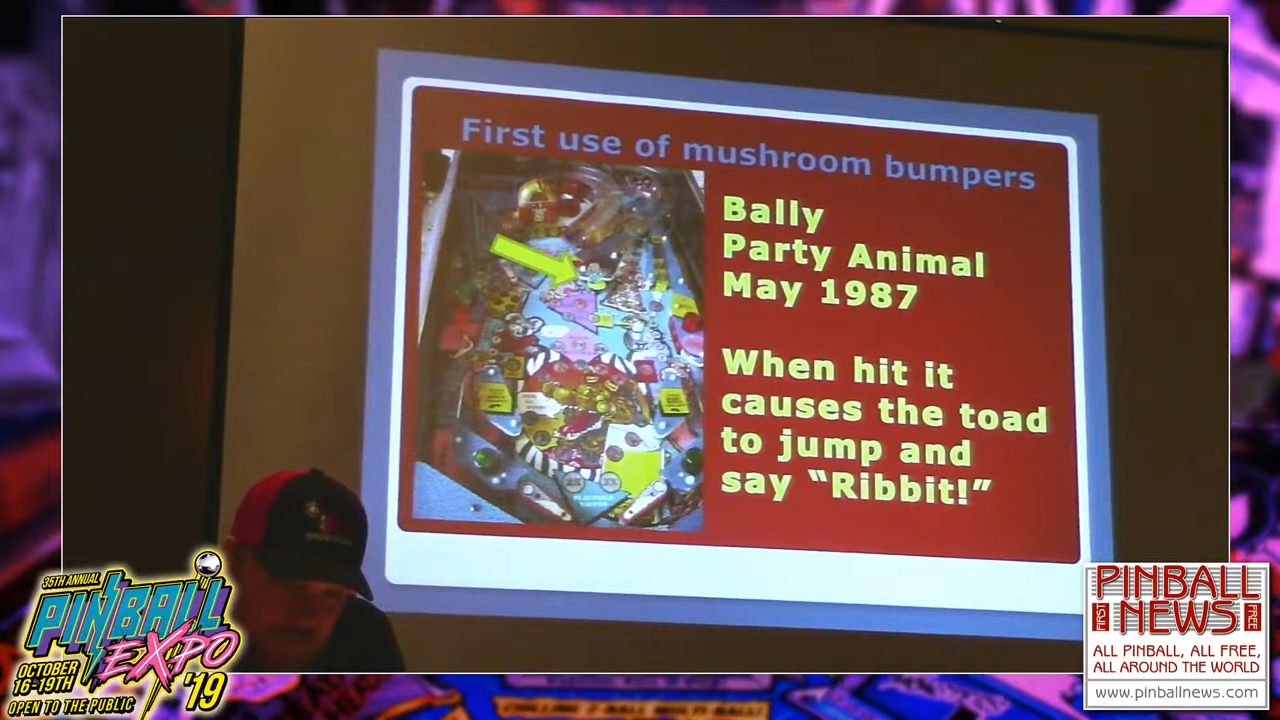 First use of mushroom bumpers
Bally
Party Animal
May 1987
When hit it
causes the toad
to jump and
say “Ribbit!”
35TH ANNUAL
PINBALL
EXPO
OCTOBER
16-19TH
'19
OPEN TO THE PUBLIC
PINBALL
FIRST NEWS FREE
ALL PINBALL, ALL FREE,
ALL AROUND THE WORLD
www.pinballnews.com